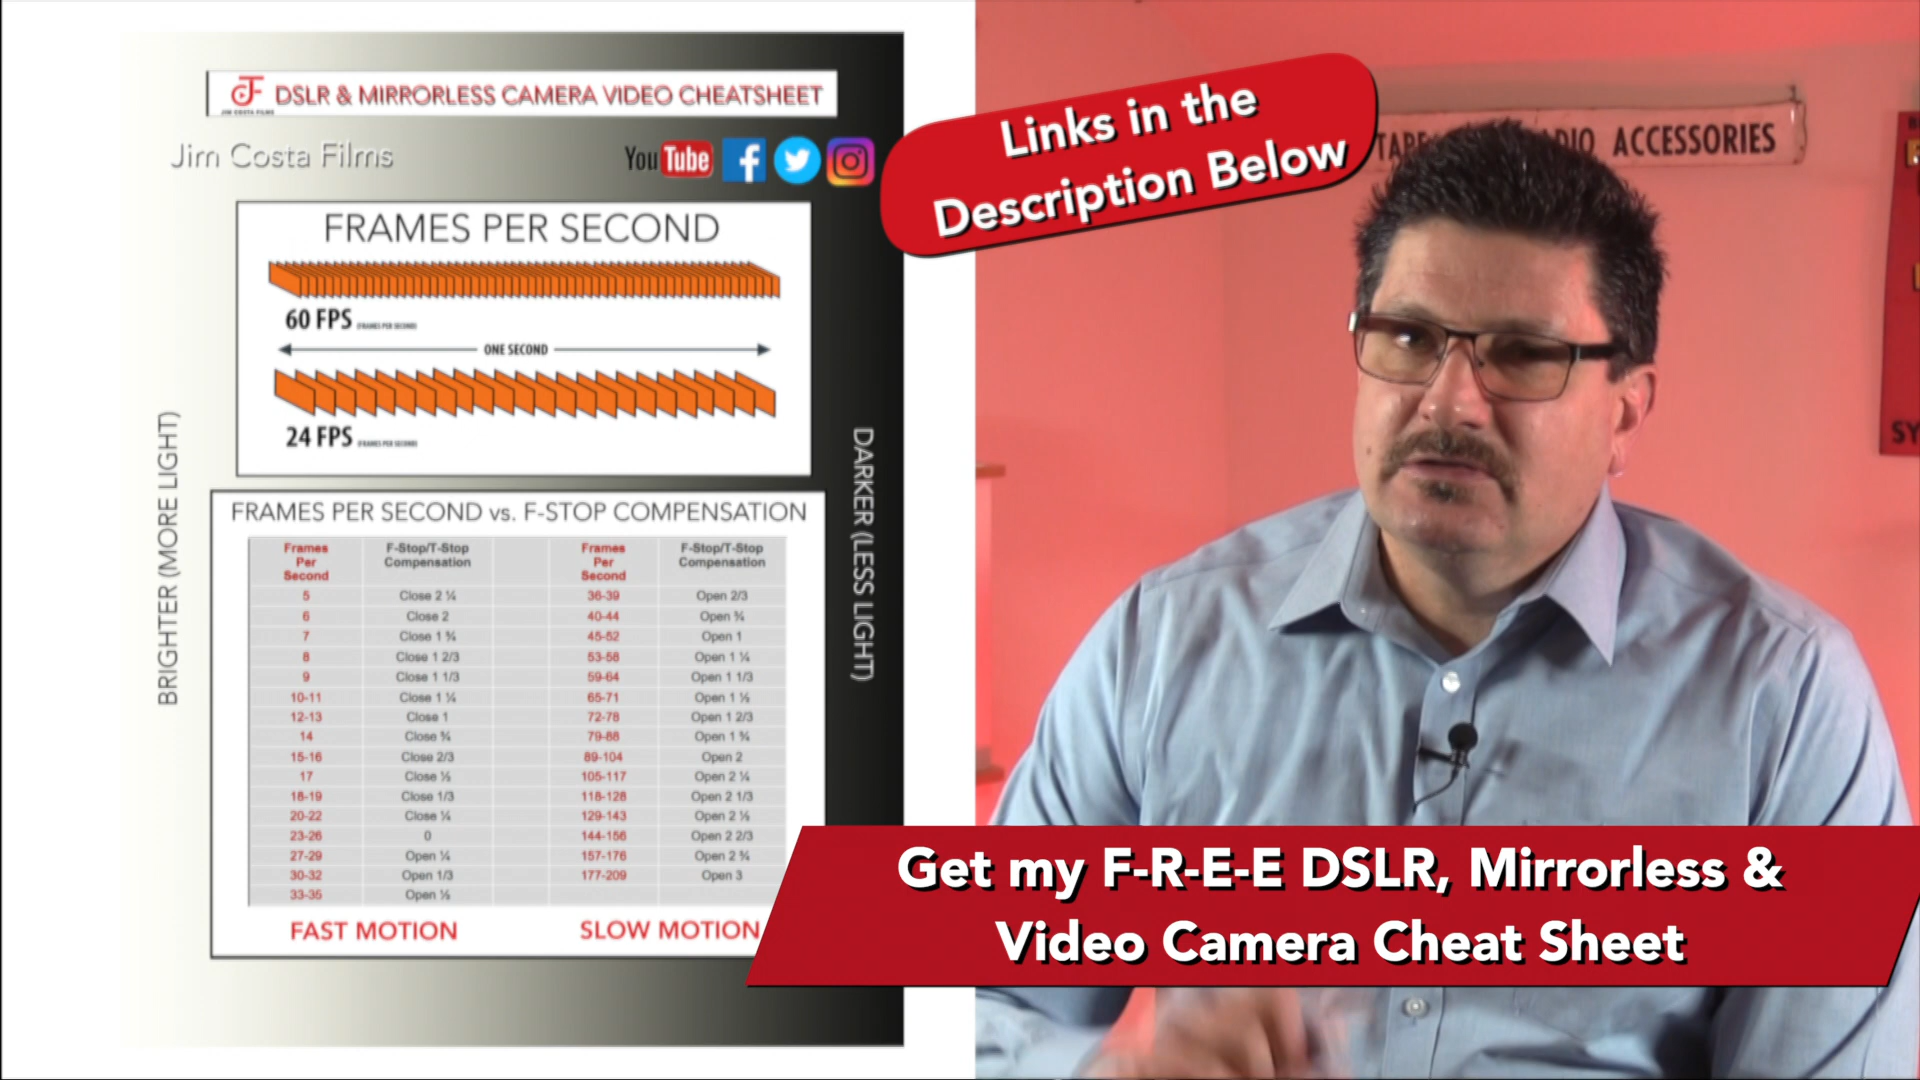 JIM COSTA FILMS
DSLR & MIRRORLESS CAMERA VIDEO CHEATSHEET
Jim Costa Films
YouTube
FRAMES PER SECOND
60 FPS (FRAMES PER SECOND)
ONE SECOND
24 FPS (FRAMES PER SECOND)
BRIGHTER (MORE LIGHT)
DARKER (LESS LIGHT)
FRAMES PER SECOND vs. F-STOP COMPENSATION
Frames Per Second F-Stop/T-Stop Compensation Frames Per Second F-Stop/T-Stop Compensation
5 Close 2 ¼ 36-39 Open 2/3
6 Close 2 40-44 Open ¾
7 Close 1 ¾ 45-52 Open 1
8 Close 1 2/3 53-58 Open 1 ¼
9 Close 1 1/3 59-64 Open 1 1/3
10-11 Close 1 ¼ 65-71 Open 1 ½
12-13 Close 1 72-78 Open 1 2/3
14 Close ¾ 79-88 Open 1 ¾
15-16 Close 2/3 89-104 Open 2
17 Close ½ 105-117 Open 2 ¼
18-19 Close 1/3 118-128 Open 2 1/3
20-22 Close ¼ 129-143 Open 2 ½
23-26 0 144-156 Open 2 2/3
27-29 Open ¼ 157-176 Open 2 ¾
30-32 Open 1/3 177-209 Open 3
33-35 Open ½
FAST MOTION SLOW MOTION
Links in the
Description Below
ACCESSORIES
SY
Get my F-R-E-E DSLR, Mirrorless &
Video Camera Cheat Sheet